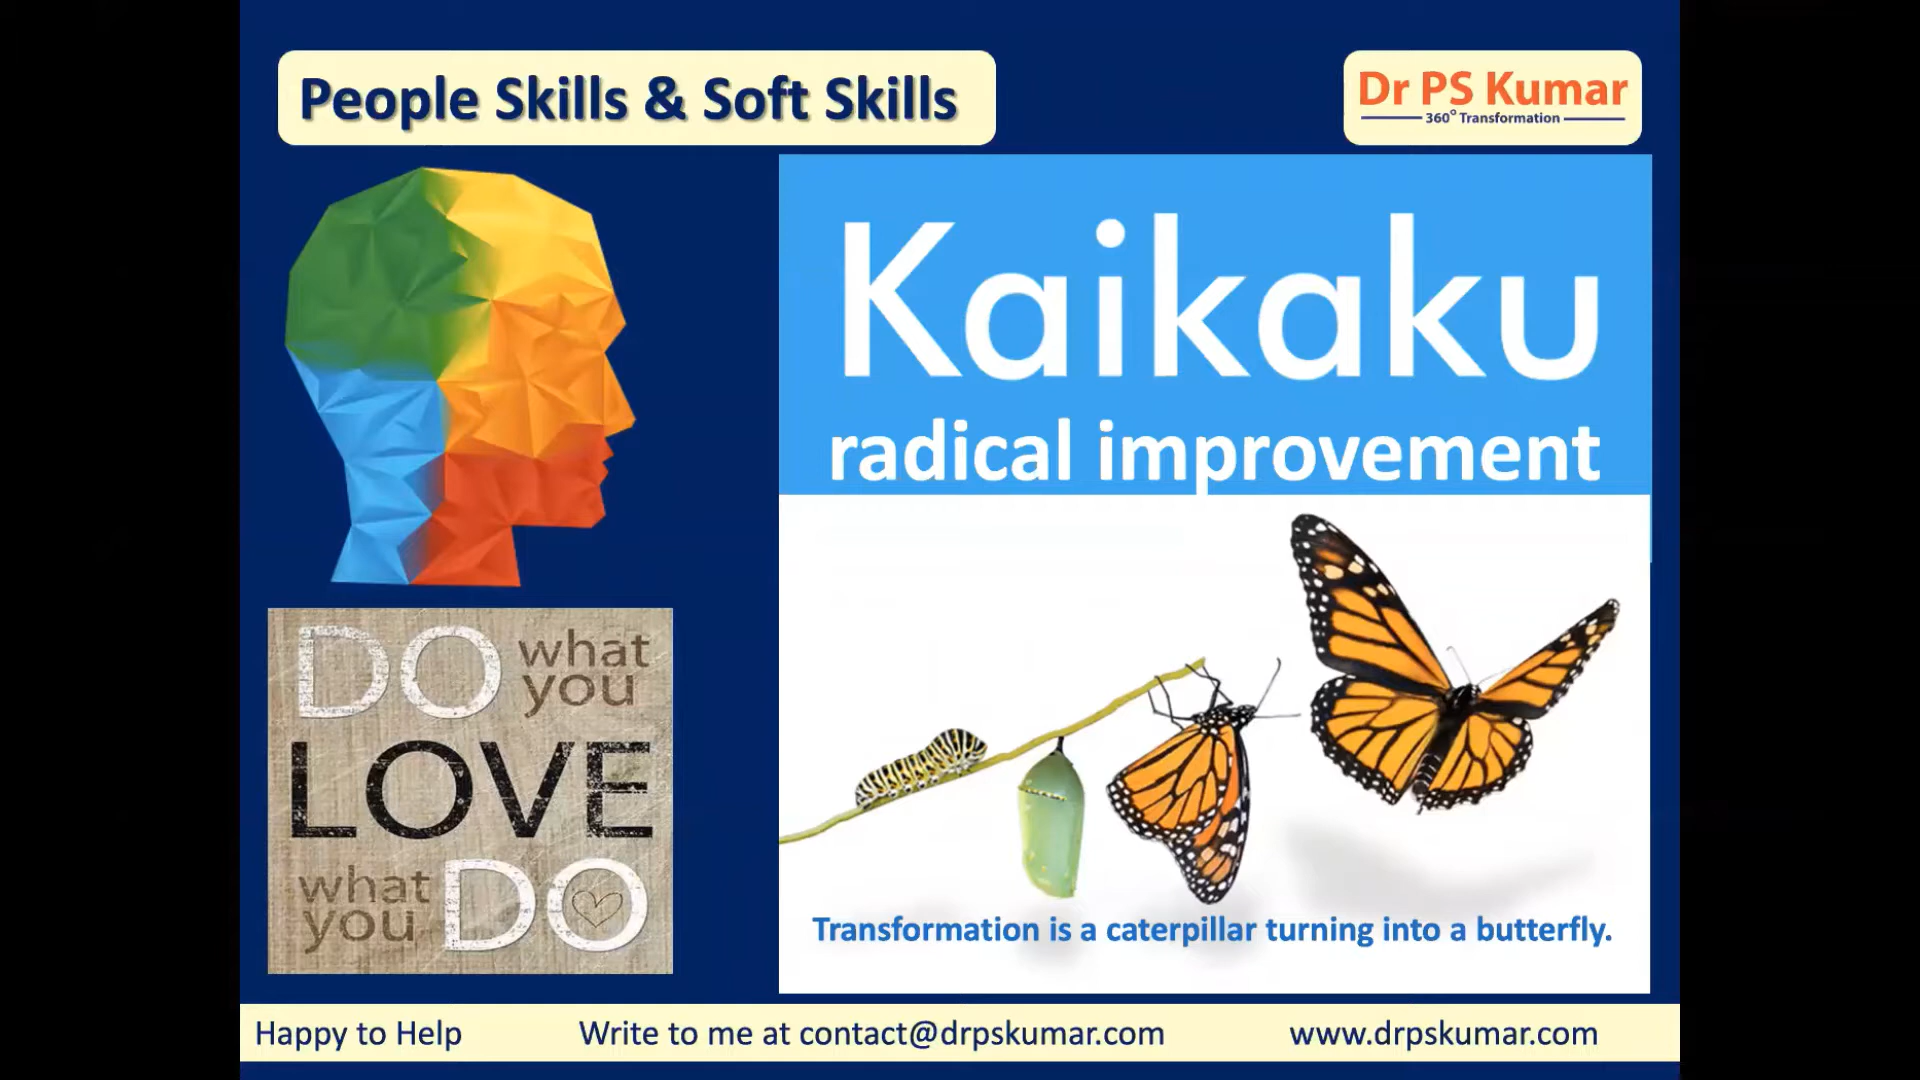 People Skills & Soft Skills
Dr PS Kumar
360° Transformation
Kaikaku
radical improvement
DO what you
LOVE
what you DO
Transformation is a caterpillar turning into a butterfly.
Happy to Help
Write to me at contact@drpskumar.com
www.drpskumar.com